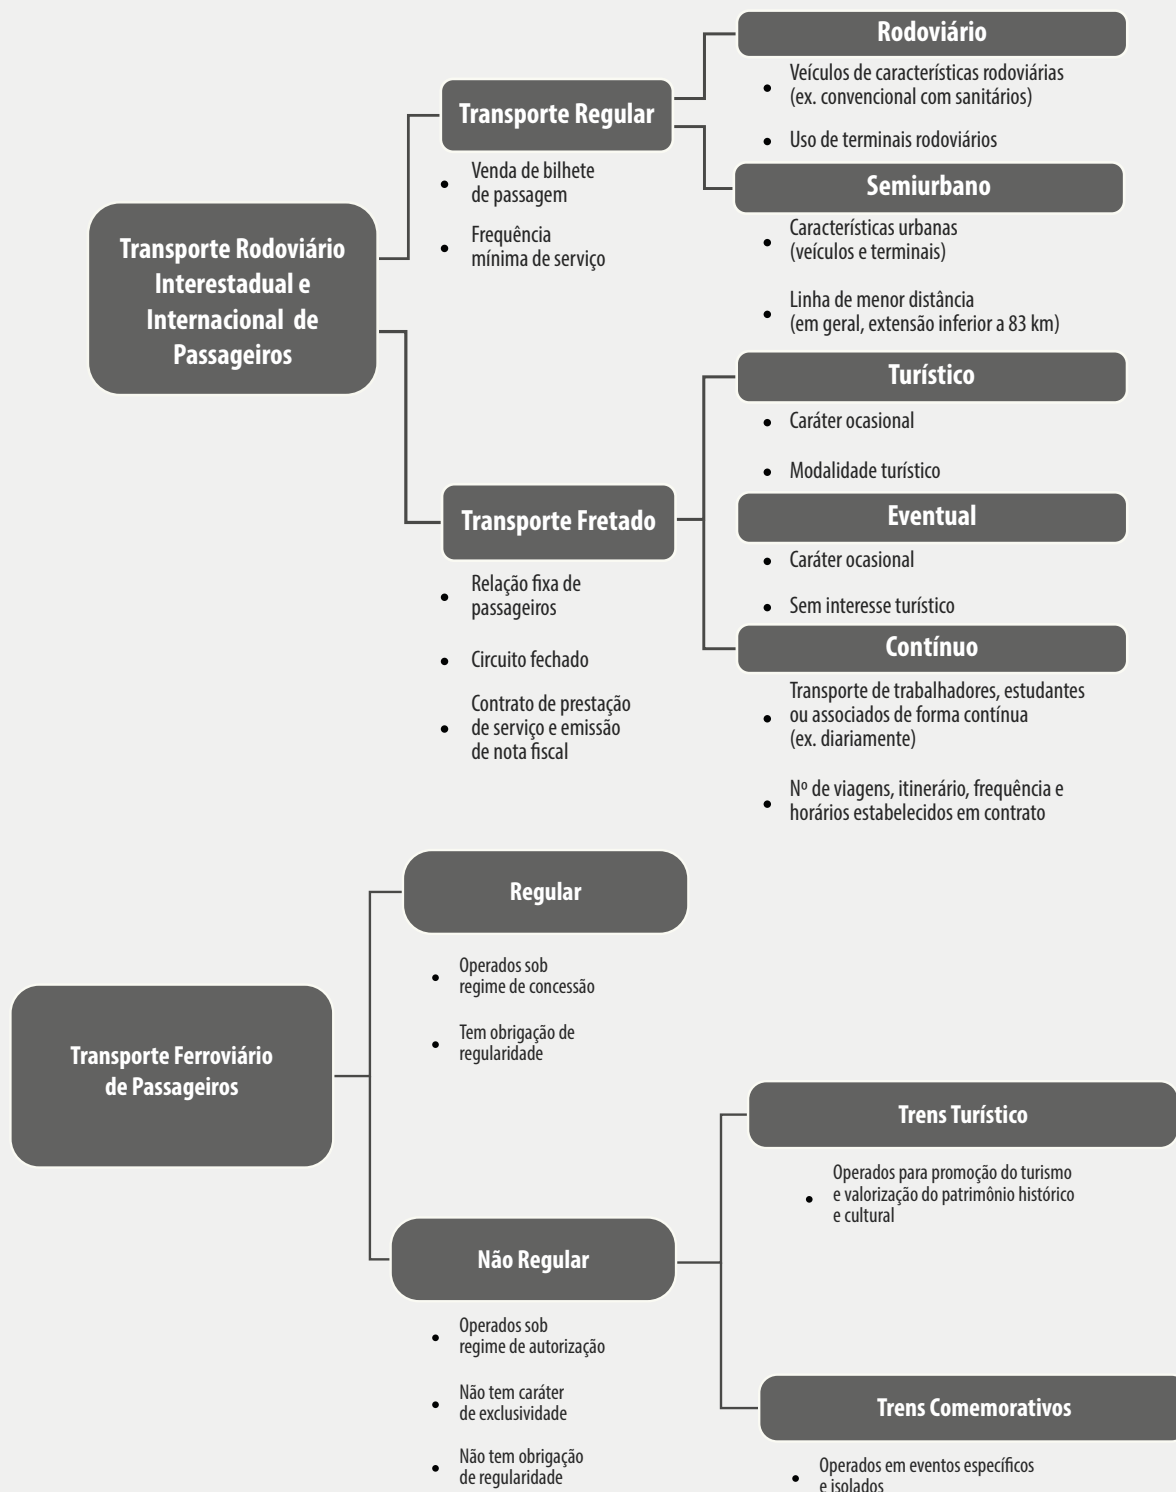 Transporte Rodoviário
Interestadual e
Internacional de
Passageiros
Transporte Regular
Venda de bilhete
de passagem
Frequência
mínima de serviço
Rodoviário
Veículos de características rodoviárias
(ex. convencional com sanitários)
Uso de terminais rodoviários
Semiurbano
Características urbanas
(veículos e terminais)
Linha de menor distância
(em geral, extensão inferior a 83 km)
Transporte Fretado
Relação fixa de
passageiros
Circuito fechado
Contrato de prestação
de serviço e emissão
de nota fiscal
Turístico
Caráter ocasional
Modalidade turístico
Eventual
Caráter ocasional
Sem interesse turístico
Contínuo
Transporte de trabalhadores, estudantes
ou associados de forma contínua
(ex. diariamente)
Nº de viagens, itinerário, frequência e
horários estabelecidos em contrato
Transporte Ferroviário
de Passageiros
Regular
Operados sob
regime de concessão
Tem obrigação de
regularidade
Não Regular
Operados sob
regime de autorização
Não tem caráter
de exclusividade
Não tem obrigação
de regularidade
Trens Turístico
Operados para promoção do turismo
e valorização do patrimônio histórico
e cultural
Trens Comemorativos
Operados em eventos específicos
e isolados